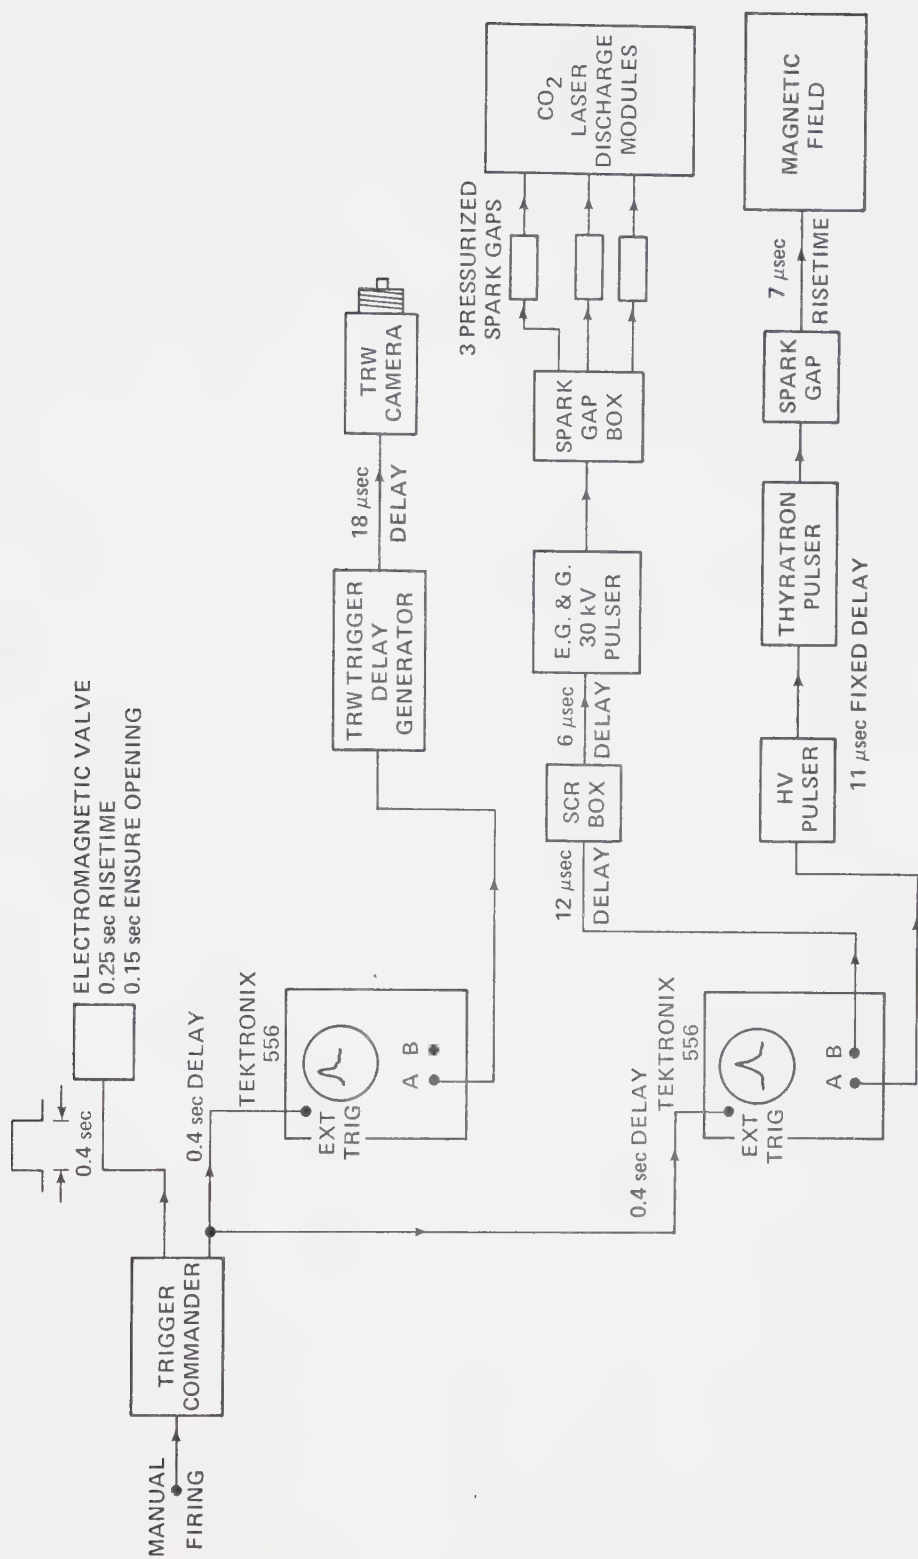 MANUAL
FIRING
TRIGGER
COMMANDER
0.4 sec
ELECTROMAGNETIC VALVE
0.25 sec RISETIME
0.15 sec ENSURE OPENING
0.4 sec DELAY
TEKTRONIX
556
EXT
TRIG
A B
TRW TRIGGER
DELAY
GENERATOR
18 μsec
DELAY
TRW
CAMERA
0.4 sec DELAY
TEKTRONIX
556
EXT
TRIG
A B
12 μsec
DELAY
SCR
BOX
6 μsec
DELAY
E.G. & G.
30 kV
PULSER
SPARK
GAP
BOX
3 PRESSURIZED
SPARK GAPS
CO₂
LASER
DISCHARGE
MODULES
HV
PULSER
11 μsec FIXED DELAY
THYRATRON
PULSER
SPARK
GAP
7 μsec
RISETIME
MAGNETIC
FIELD